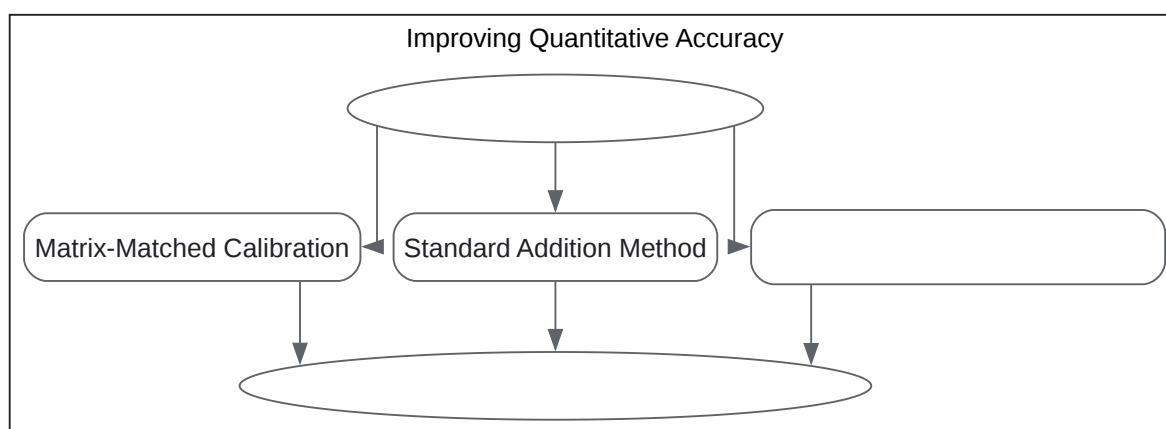 Improving Quantitative Accuracy
Matrix-Matched Calibration
Standard Addition Method